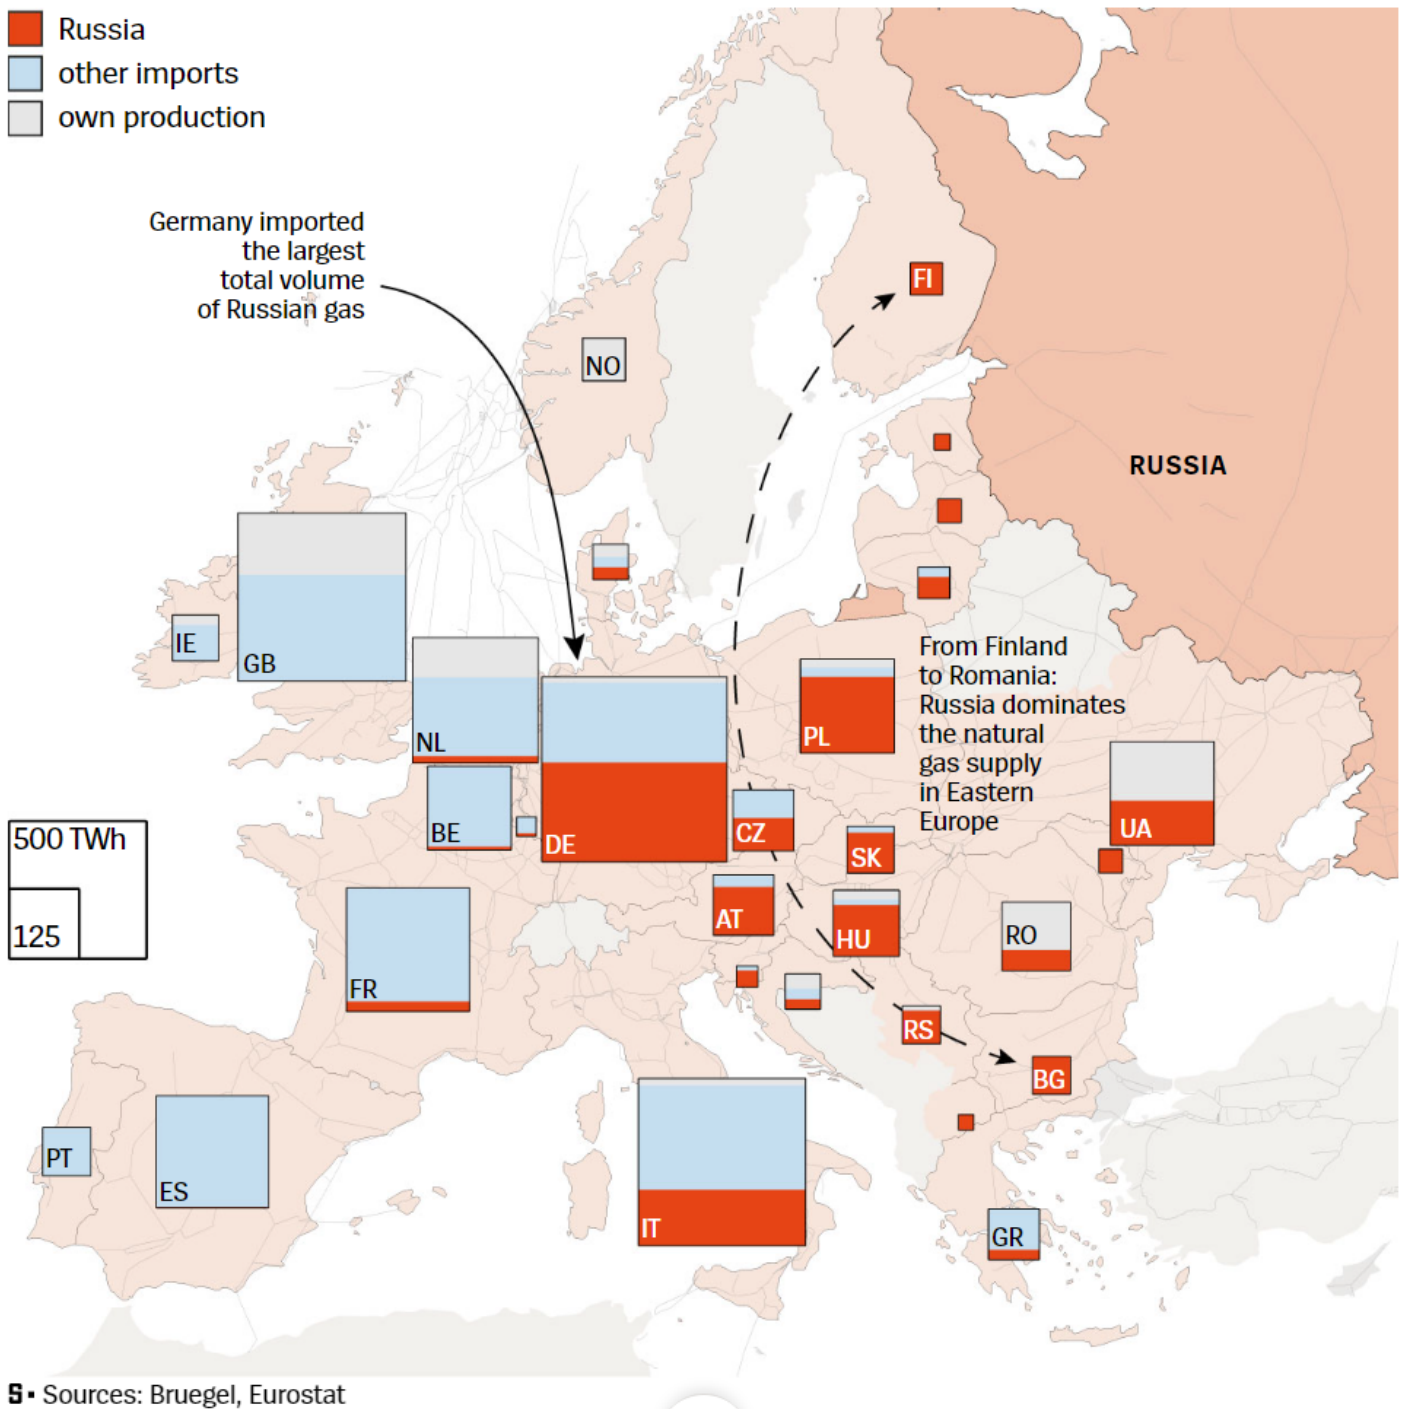 Russia
other imports
own production
Germany imported
the largest
total volume
of Russian gas
FI
NO
RUSSIA
IE
GB
NL
BE
DE
PL
From Finland
to Romania:
Russia dominates
the natural
gas supply
in Eastern
Europe
UA
CZ
SK
500 TWh
125
AT
HU
RO
FR
RS
BG
PT
ES
IT
GR
S • Sources: Bruegel, Eurostat